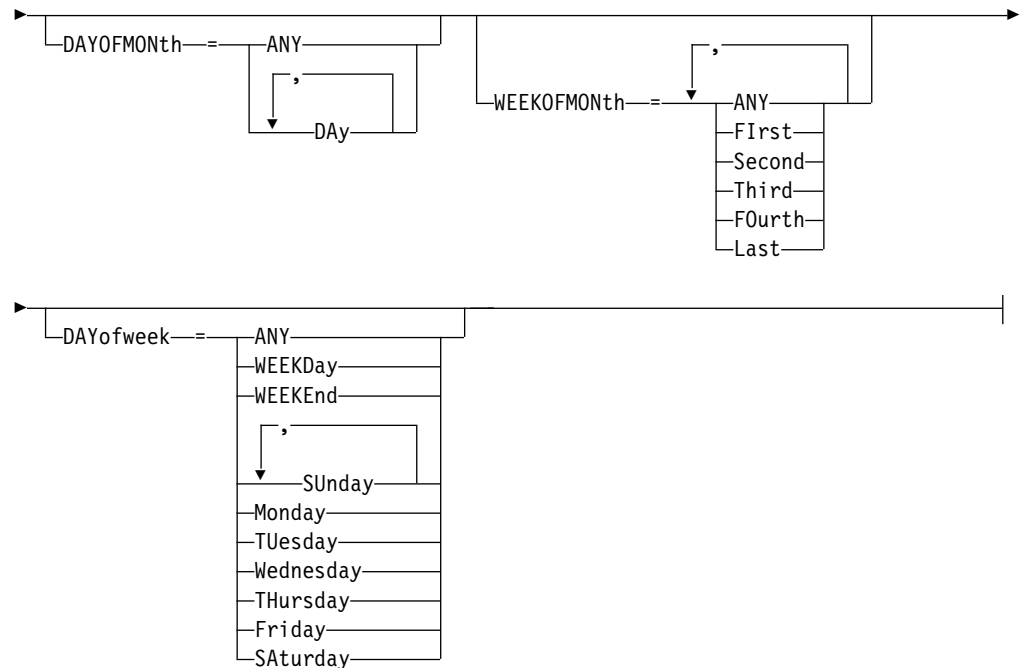 DAYOFMONth = ANY
,
DAy
WEEKOFMONth = ANY
,
FIrst
Second
Third
FOurth
Last
DAYofweek = ANY
WEEKDay
WEEKEnd
,
SUnday
Monday
TUesday
Wednesday
THursday
Friday
SAturday